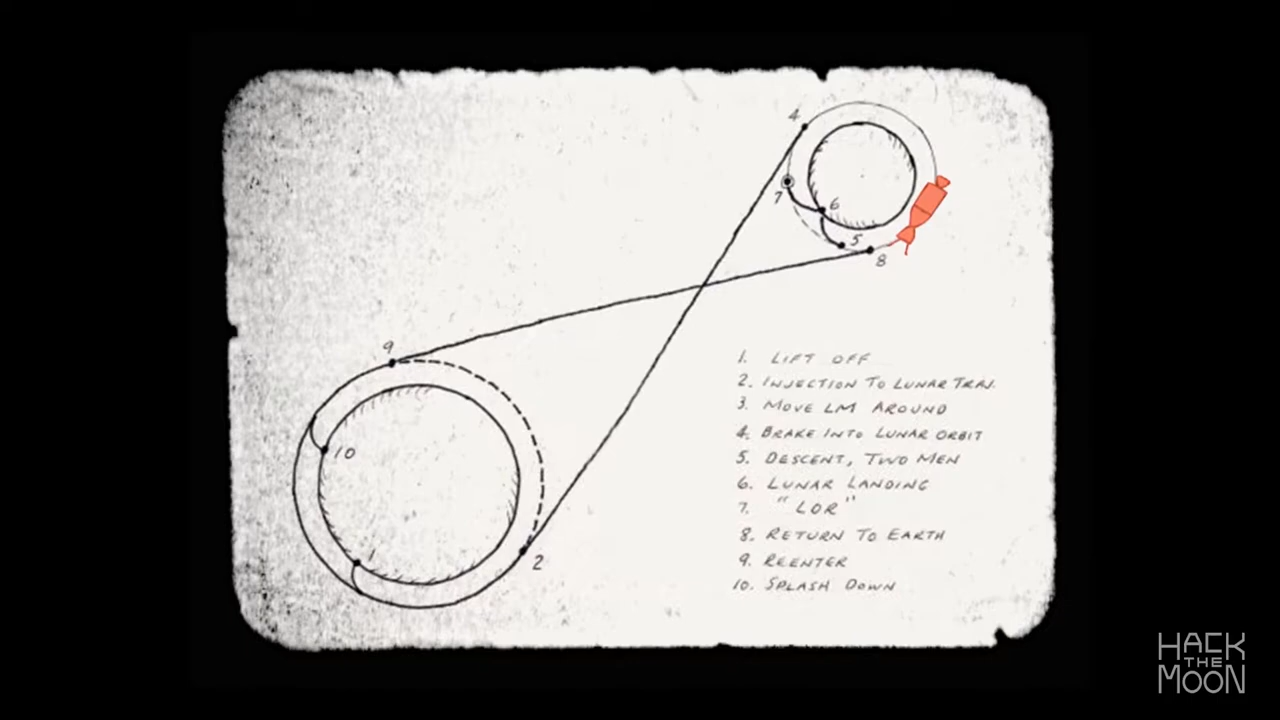 4
7
6
5
8
9
10
1
2
1. LIFT OFF
2. INJECTION TO LUNAR TRAJ.
3. MOVE LM AROUND
4. BRAKE INTO LUNAR ORBIT
5. DESCENT, TWO MEN
6. LUNAR LANDING
7. "LOR"
8. RETURN TO EARTH
9. REENTER
10. SPLASH DOWN
HACK
THE
MOON